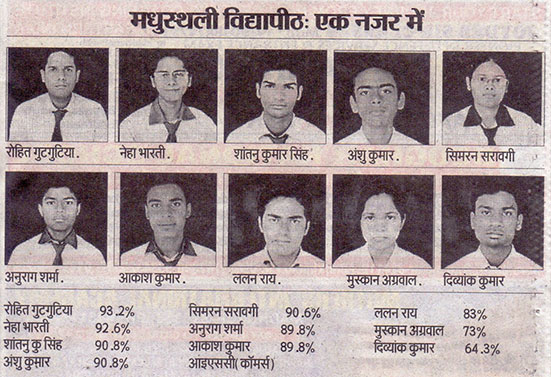 मधुस्थली विद्यापीठः एक नजर में
रोहित गुटगुटिया. नेहा भारती. शांतनु कुमार सिंह. अंशु कुमार. सिमरन सरावगी
अनुराग शर्मा. आकाश कुमार. ललन राय. मुस्कान अग्रवाल. दिव्यांक कुमार
रोहित गुटगुटिया 93.2% सिमरन सरावगी 90.6% ललन राय 83%
नेहा भारती 92.6% अनुराग शर्मा 89.8% मुस्कान अग्रवाल 73%
शांतनु कु सिंह 90.8% आकाश कुमार 89.8% दिव्यांक कुमार 64.3%
अंशु कुमार 90.8% आइएससी(कॉमर्स)